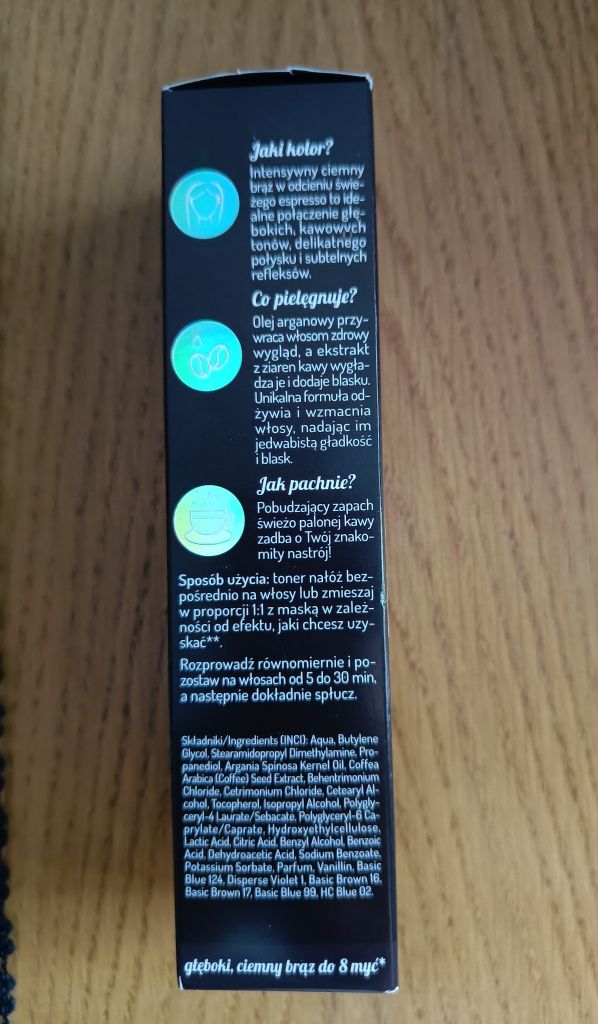 Jaki kolor?
Intensywny ciemny
brąz w odcieniu świe-
żego espresso to ide-
alne połączenie głę-
bokich, kawowych
tonów, delikatnego
połysku i subtelnych
refleksów.
Co pielęgnuje?
Olej arganowy przy-
wraca włosom zdrowy
wygląd, a ekstrakt
z ziaren kawy wygła-
dza je i dodaje blasku.
Unikalna formuła od-
żywia i wzmacnia
włosy, nadając im
jedwabistą gładkość
i blask.
Jak pachnie?
Pobudzający zapach
świeżo palonej kawy
zadba o Twój znako-
mity nastrój!
Sposób użycia: toner nałóż bez-
pośrednio na włosy lub zmieszaj
w proporcji 1:1 z maską w zależ-
ności od efektu, jaki chcesz uzy-
skać**.
Rozprowadź równomiernie i po-
zostaw na włosach od 5 do 30 min,
a następnie dokładnie spłucz.
Składniki/Ingredients (INCI): Aqua, Butylene
Glycol, Stearamidopropyl Dimethylamine, Pro-
panediol, Argania Spinosa Kernel Oil, Coffea
Arabica (Coffee) Seed Extract, Behentrimonium
Chloride, Cetrimonium Chloride, Cetearyl Al-
cohol, Tocopherol, Isopropyl Alcohol, Polygly-
ceryl-4 Laurate/Sebacate, Polyglyceryl-6 Ca-
prylate/Caprate, Hydroxyethylcellulose,
Lactic Acid, Citric Acid, Benzyl Alcohol, Benzoic
Acid, Dehydroacetic Acid, Sodium Benzoate,
Potassium Sorbate, Parfum, Vanillin, Basic
Blue 124, Disperse Violet 1, Basic Brown 16,
Basic Brown 17, Basic Blue 99, HC Blue 02.
głęboki, ciemny brąz do 8 myć*